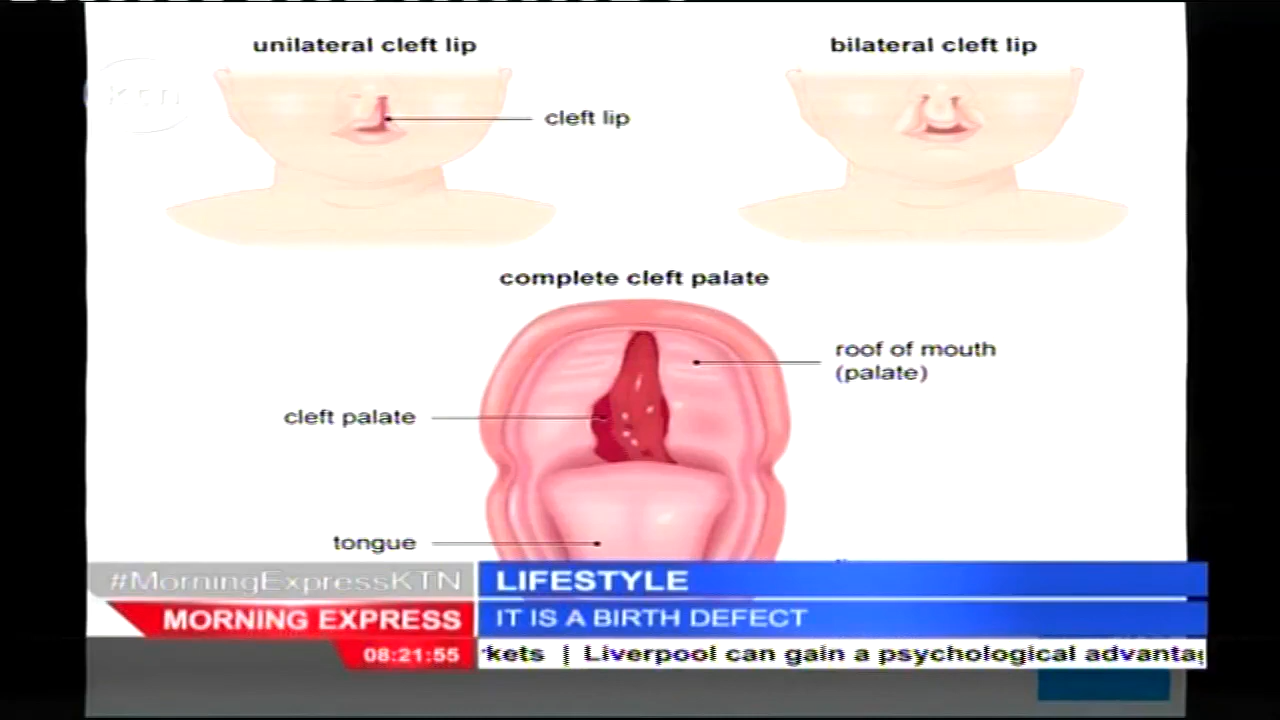 unilateral cleft lip
bilateral cleft lip
ktn
cleft lip
complete cleft palate
roof of mouth
(palate)
cleft palate
tongue
#MorningExpressKTN
LIFESTYLE
MORNING EXPRESS
IT IS A BIRTH DEFECT
08:21:55
kets | Liverpool can gain a psychological advanta